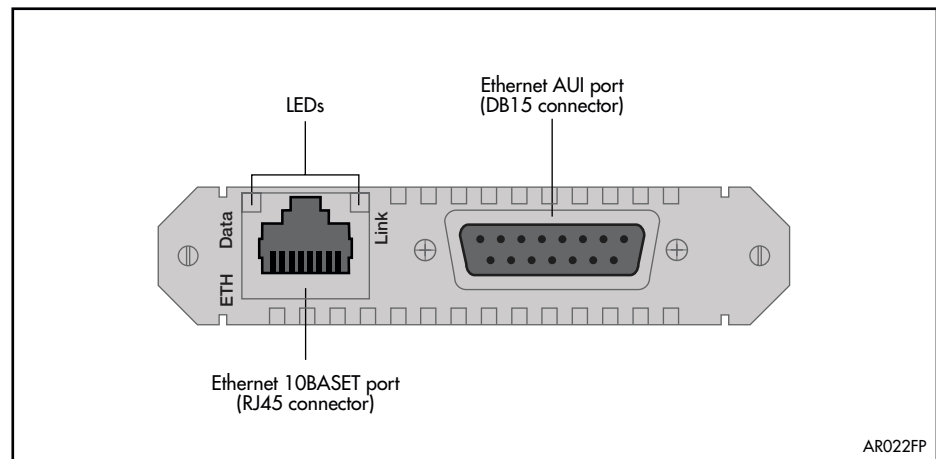 LEDs
Ethernet AUI port
(DB15 connector)
Data
Link
ETH
Ethernet 10BASET port
(RJ45 connector)
AR022FP